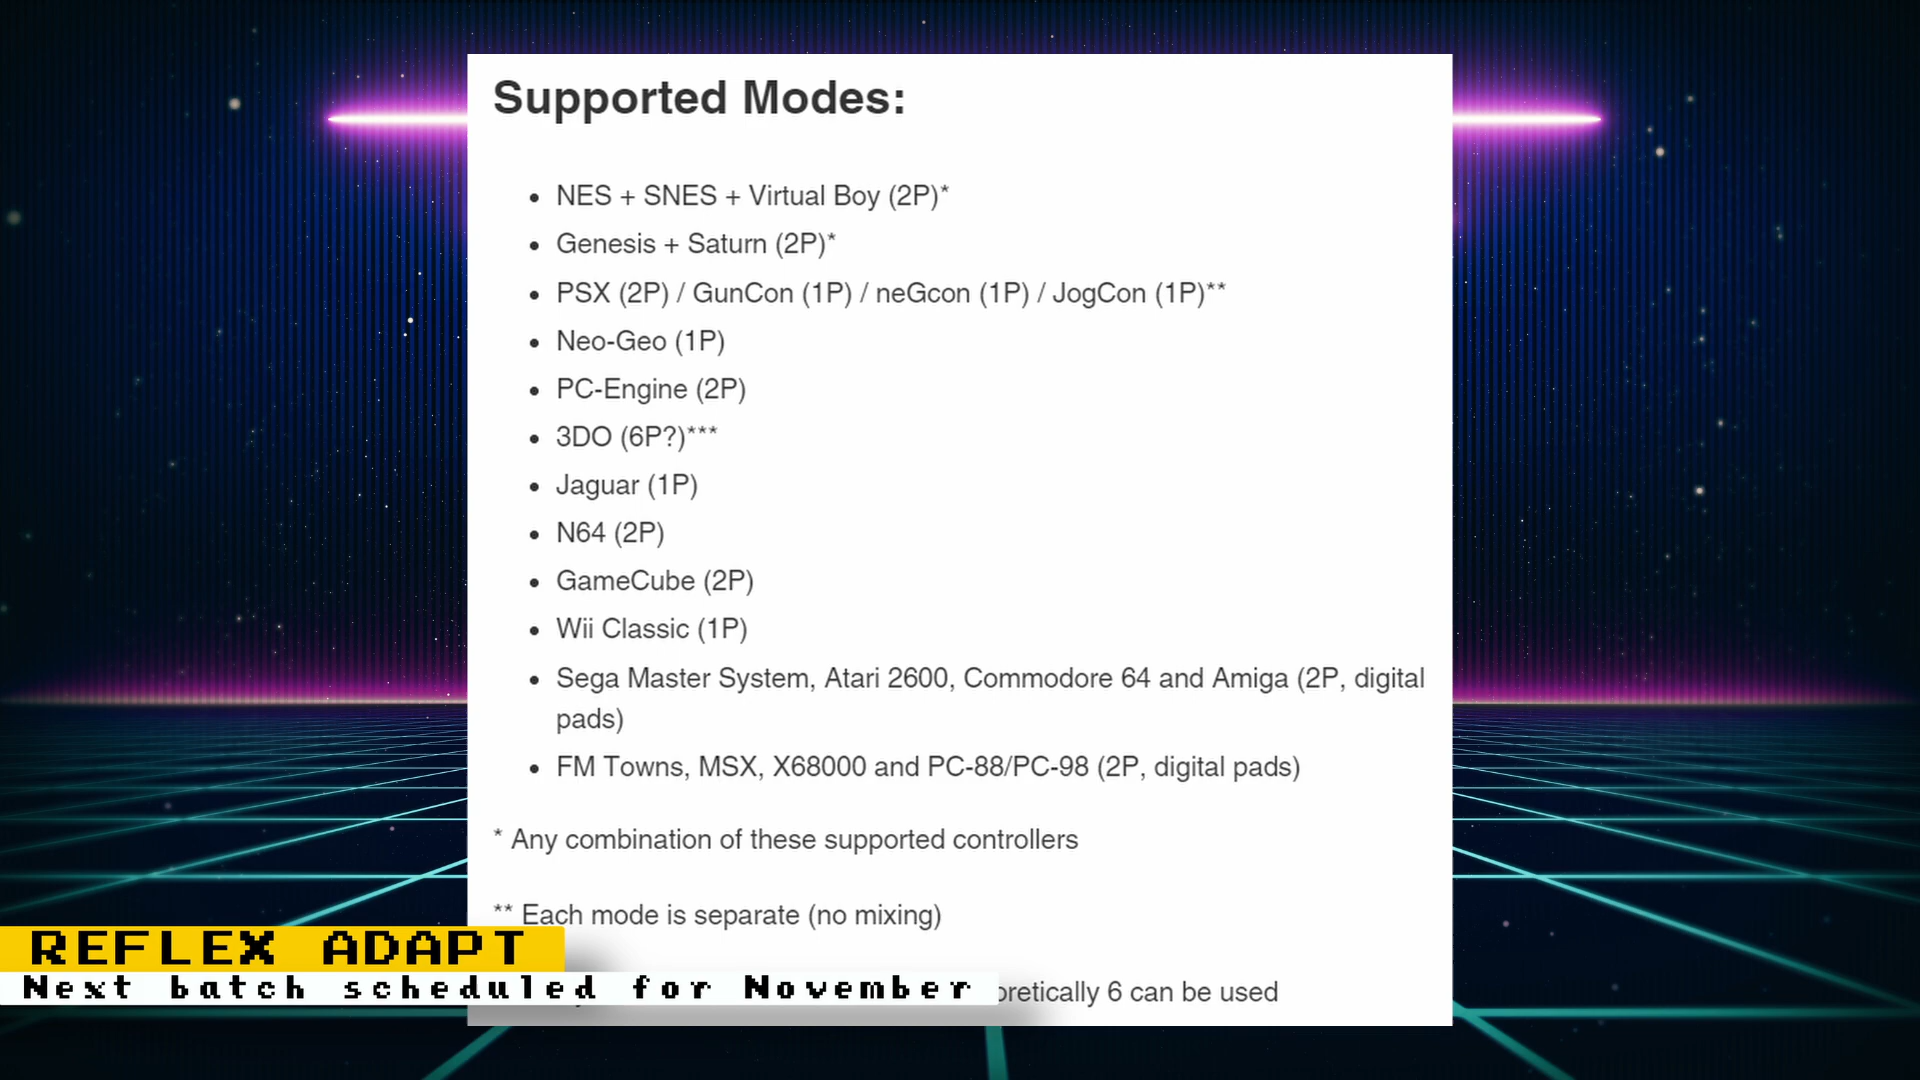 Supported Modes:
NES + SNES + Virtual Boy (2P)*
Genesis + Saturn (2P)*
PSX (2P) / GunCon (1P) / neGcon (1P) / JogCon (1P)**
Neo-Geo (1P)
PC-Engine (2P)
3DO (6P?)***
Jaguar (1P)
N64 (2P)
GameCube (2P)
Wii Classic (1P)
Sega Master System, Atari 2600, Commodore 64 and Amiga (2P, digital
pads)
FM Towns, MSX, X68000 and PC-88/PC-98 (2P, digital pads)
* Any combination of these supported controllers
** Each mode is separate (no mixing)
REFLEX ADAPT
Next batch scheduled for November
6 can be used